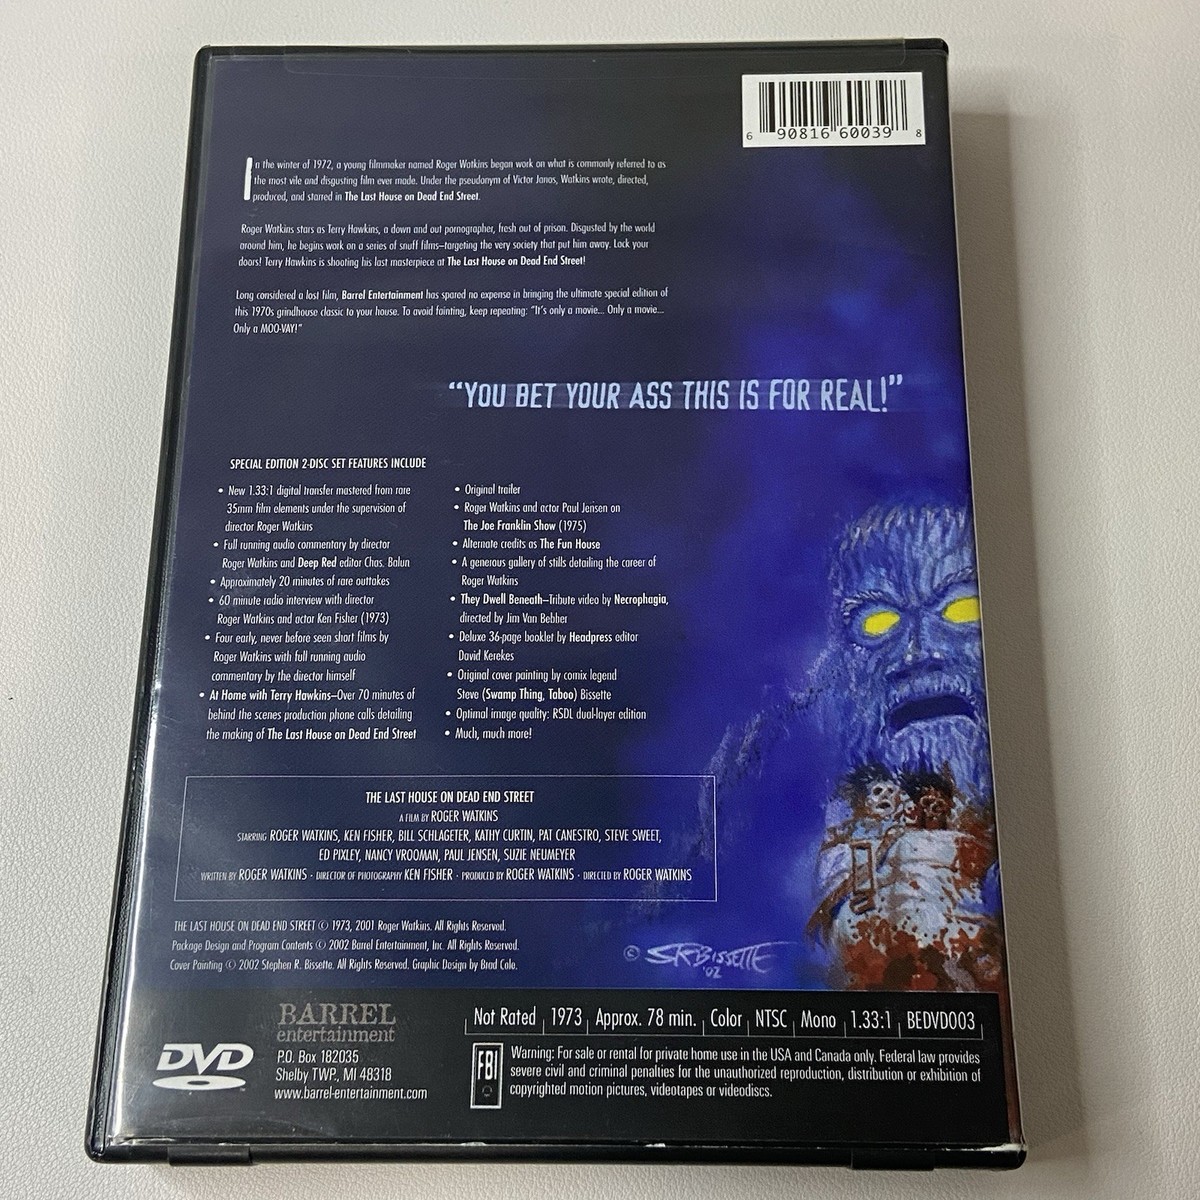 6 90816 60039 8
In the winter of 1972, a young filmmaker named Roger Watkins began work on what is commonly referred to as
the most vile and disgusting film ever made. Under the pseudonym of Victor Janos, Watkins wrote, directed,
produced, and starred in The Last House on Dead End Street.
Roger Watkins stars as Terry Hawkins, a down and out pornographer, fresh out of prison. Disgusted by the world
around him, he begins work on a series of snuff films—targeting the very society that put him away. Lock your
doors! Terry Hawkins is shooting his last masterpiece at The Last House on Dead End Street!
Long considered a lost film, Barrel Entertainment has spared no expense in bringing the ultimate special edition of
this 1970s grindhouse classic to your house. To avoid fainting, keep repeating: "It's only a movie... Only a movie...
Only a MOO-VAY!"
"YOU BET YOUR ASS THIS IS FOR REAL!"
SPECIAL EDITION 2-DISC SET FEATURES INCLUDE
• New 1.33:1 digital transfer mastered from rare
35mm film elements under the supervision of
director Roger Watkins
• Full running audio commentary by director
Roger Watkins and Deep Red editor Chas. Balun
• Approximately 20 minutes of rare outtakes
• 60 minute radio interview with director
Roger Watkins and actor Ken Fisher (1973)
• Four early, never before seen short films by
Roger Watkins with full running audio
commentary by the director himself
• At Home with Terry Hawkins—Over 70 minutes of
behind the scenes production phone calls detailing
the making of The Last House on Dead End Street
• Original trailer
• Roger Watkins and actor Paul Jensen on
The Joe Franklin Show (1975)
• Alternate credits as The Fun House
• A generous gallery of stills detailing the career of
Roger Watkins
• They Dwell Beneath—Tribute video by Necrophagia,
directed by Jim Van Bebber
• Deluxe 36-page booklet by Headpress editor
David Kerekes
• Original cover painting by comix legend
Steve (Swamp Thing, Taboo) Bissette
• Optimal image quality: RSDL dual-layer edition
• Much, much more!
THE LAST HOUSE ON DEAD END STREET
A FILM BY ROGER WATKINS
STARRING ROGER WATKINS, KEN FISHER, BILL SCHLAGETER, KATHY CURTIN, PAT CANESTRO, STEVE SWEET,
ED PIXLEY, NANCY VROOMAN, PAUL JENSEN, SUZIE NEUMEYER
WRITTEN BY ROGER WATKINS · DIRECTOR OF PHOTOGRAPHY KEN FISHER · PRODUCED BY ROGER WATKINS · DIRECTED BY ROGER WATKINS
THE LAST HOUSE ON DEAD END STREET © 1973, 2001 Roger Watkins. All Rights Reserved.
Package Design and Program Contents © 2002 Barrel Entertainment, Inc. All Rights Reserved.
Cover Painting © 2002 Stephen R. Bissette. All Rights Reserved. Graphic Design by Brad Cole.
© SRBISSETTE
'02
DVD
BARREL
entertainment
P.O. Box 182035
Shelby TWP., MI 48318
www.barrel-entertainment.com
Not Rated | 1973 | Approx. 78 min. | Color | NTSC | Mono | 1.33:1 | BEDVD003
FBI
Warning: For sale or rental for private home use in the USA and Canada only. Federal law provides
severe civil and criminal penalties for the unauthorized reproduction, distribution or exhibition of
copyrighted motion pictures, videotapes or videodiscs.